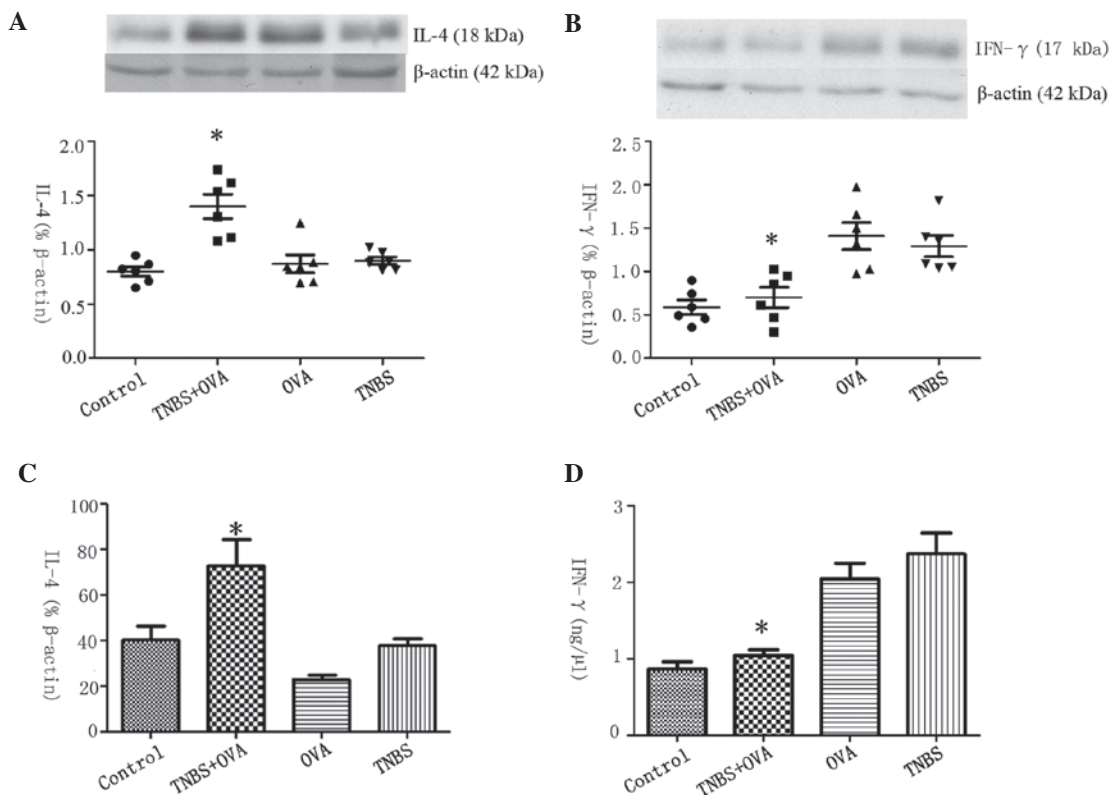 A
IL-4 (18 kDa)
β-actin (42 kDa)
*
2.0
1.5
1.0
0.5
0.0
IL-4 (% β-actin)
Control
TNBS+OVA
OVA
TNBS
B
IFN-γ (17 kDa)
β-actin (42 kDa)
*
2.5
2.0
1.5
1.0
0.5
0.0
IFN-γ (% β-actin)
Control
TNBS+OVA
OVA
TNBS
C
*
100
80
60
40
20
0
IL-4 (% β-actin)
Control
TNBS+OVA
OVA
TNBS
D
*
3
2
1
0
IFN-γ (ng/μl)
Control
TNBS+OVA
OVA
TNBS